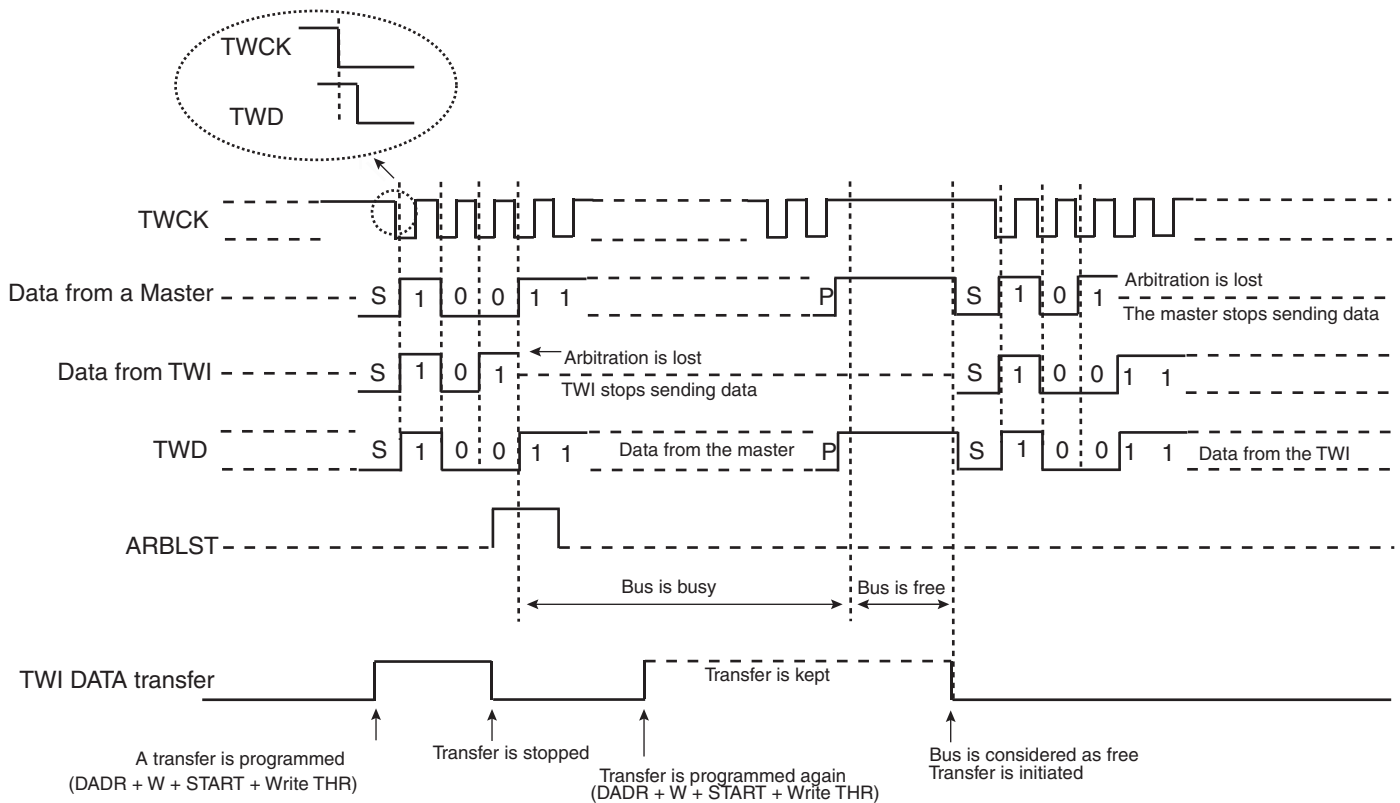 TWCK
TWD
TWCK
Data from a Master S 1 0 0 1 1 P S 1 0 1 Arbitration is lost
The master stops sending data
Data from TWI S 1 0 1 Arbitration is lost S 1 0 0 1 1
TWI stops sending data
TWD S 1 0 0 1 1 Data from the master P S 1 0 0 1 1 Data from the TWI
ARBLST
Bus is busy Bus is free
TWI DATA transfer Transfer is kept
A transfer is programmed
(DADR + W + START + Write THR)
Transfer is stopped
Transfer is programmed again
(DADR + W + START + Write THR)
Bus is considered as free
Transfer is initiated